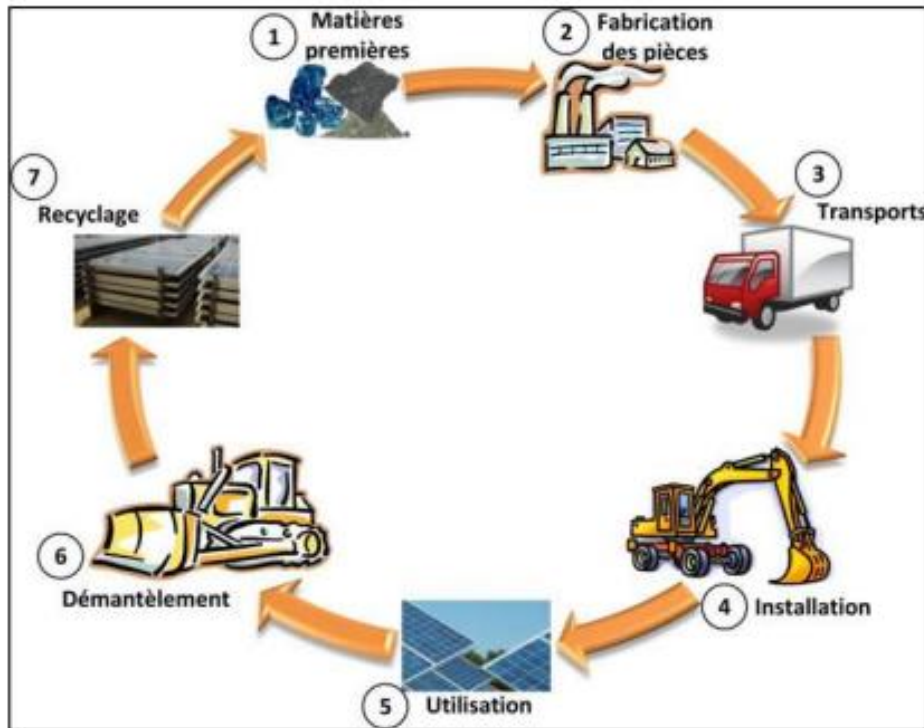 1 Matières
premières
2 Fabrication
des pièces
3
Transports
4 Installation
5 Utilisation
6
Démantèlement
7
Recyclage